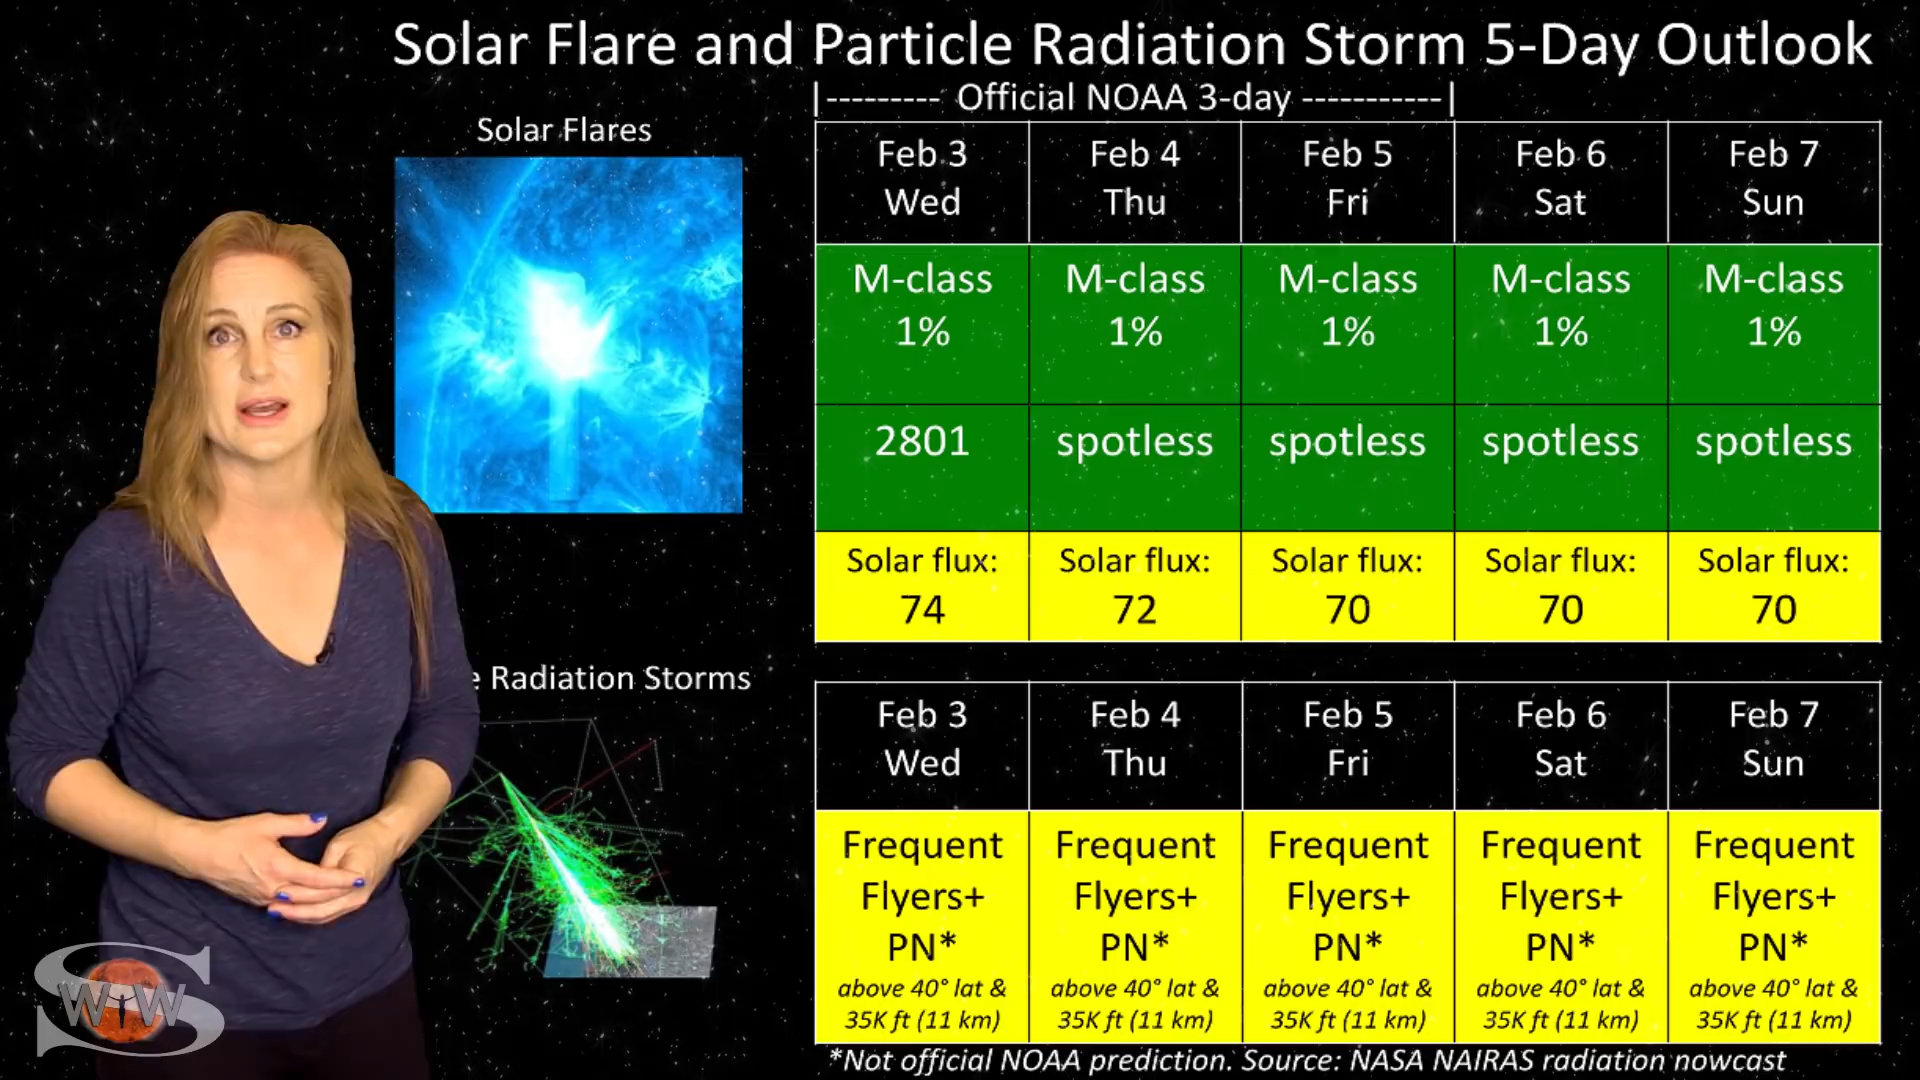 Solar Flare and Particle Radiation Storm 5-Day Outlook
|--------- Official NOAA 3-day -----------|
Solar Flares
Feb 3 Feb 4 Feb 5 Feb 6 Feb 7
Wed Thu Fri Sat Sun
M-class M-class M-class M-class M-class
1% 1% 1% 1% 1%
2801 spotless spotless spotless spotless
Solar flux: Solar flux: Solar flux: Solar flux: Solar flux:
74 72 70 70 70
e Radiation Storms
Feb 3 Feb 4 Feb 5 Feb 6 Feb 7
Wed Thu Fri Sat Sun
Frequent Frequent Frequent Frequent Frequent
Flyers+ Flyers+ Flyers+ Flyers+ Flyers+
PN* PN* PN* PN* PN*
above 40° lat & above 40° lat & above 40° lat & above 40° lat & above 40° lat &
35K ft (11 km) 35K ft (11 km) 35K ft (11 km) 35K ft (11 km) 35K ft (11 km)
*Not official NOAA prediction. Source: NASA NAIRAS radiation nowcast
S
WiW